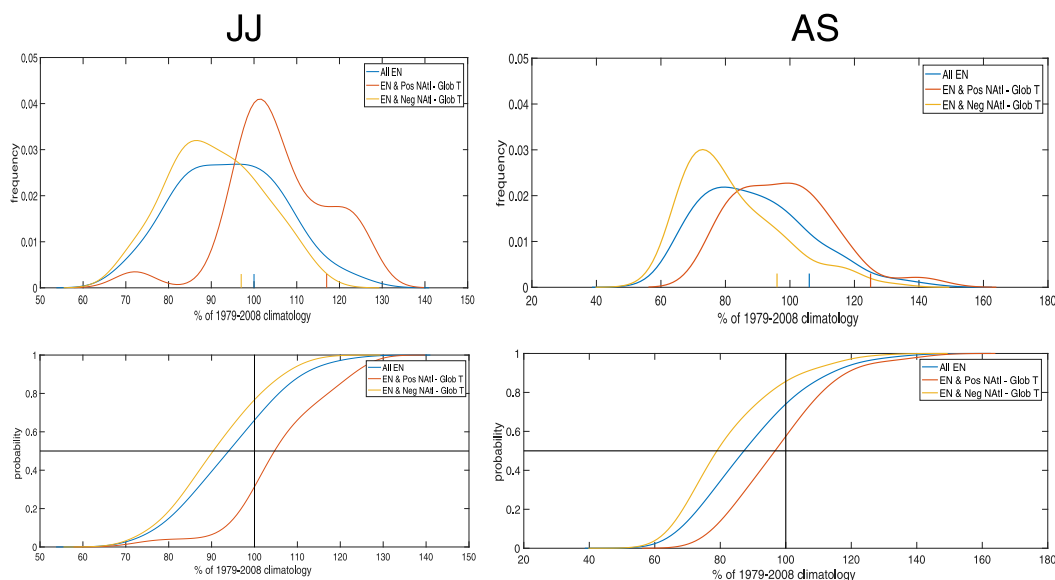 JJ
AS
0.05
0.04
0.03
0.02
0.01
0
frequency
50 60 70 80 90 100 110 120 130 140 150
% of 1979-2008 climatology
All EN
EN & Pos NAtl - Glob T
EN & Neg NAtl - Glob T
0.05
0.04
0.03
0.02
0.01
0
frequency
20 40 60 80 100 120 140 160 180
% of 1979-2008 climatology
All EN
EN & Pos NAtl - Glob T
EN & Neg NAtl - Glob T
1
0.8
0.6
0.4
0.2
0
probability
50 60 70 80 90 100 110 120 130 140 150
% of 1979-2008 climatology
All EN
EN & Pos NAtl - Glob T
EN & Neg NAtl - Glob T
1
0.8
0.6
0.4
0.2
0
probability
20 40 60 80 100 120 140 160 180
% of 1979-2008 climatology
All EN
EN & Pos NAtl - Glob T
EN & Neg NAtl - Glob T